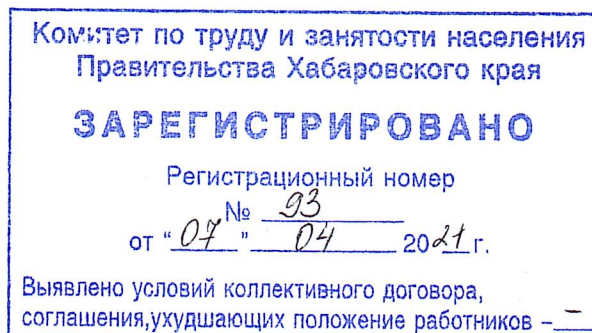 Комитет по труду и занятости населения
Правительства Хабаровского края
ЗАРЕГИСТРИРОВАНО
Регистрационный номер
№ 93
от "07" 04 2021 г.
Выявлено условий коллективного договора,
соглашения,ухудшающих положение работников – –